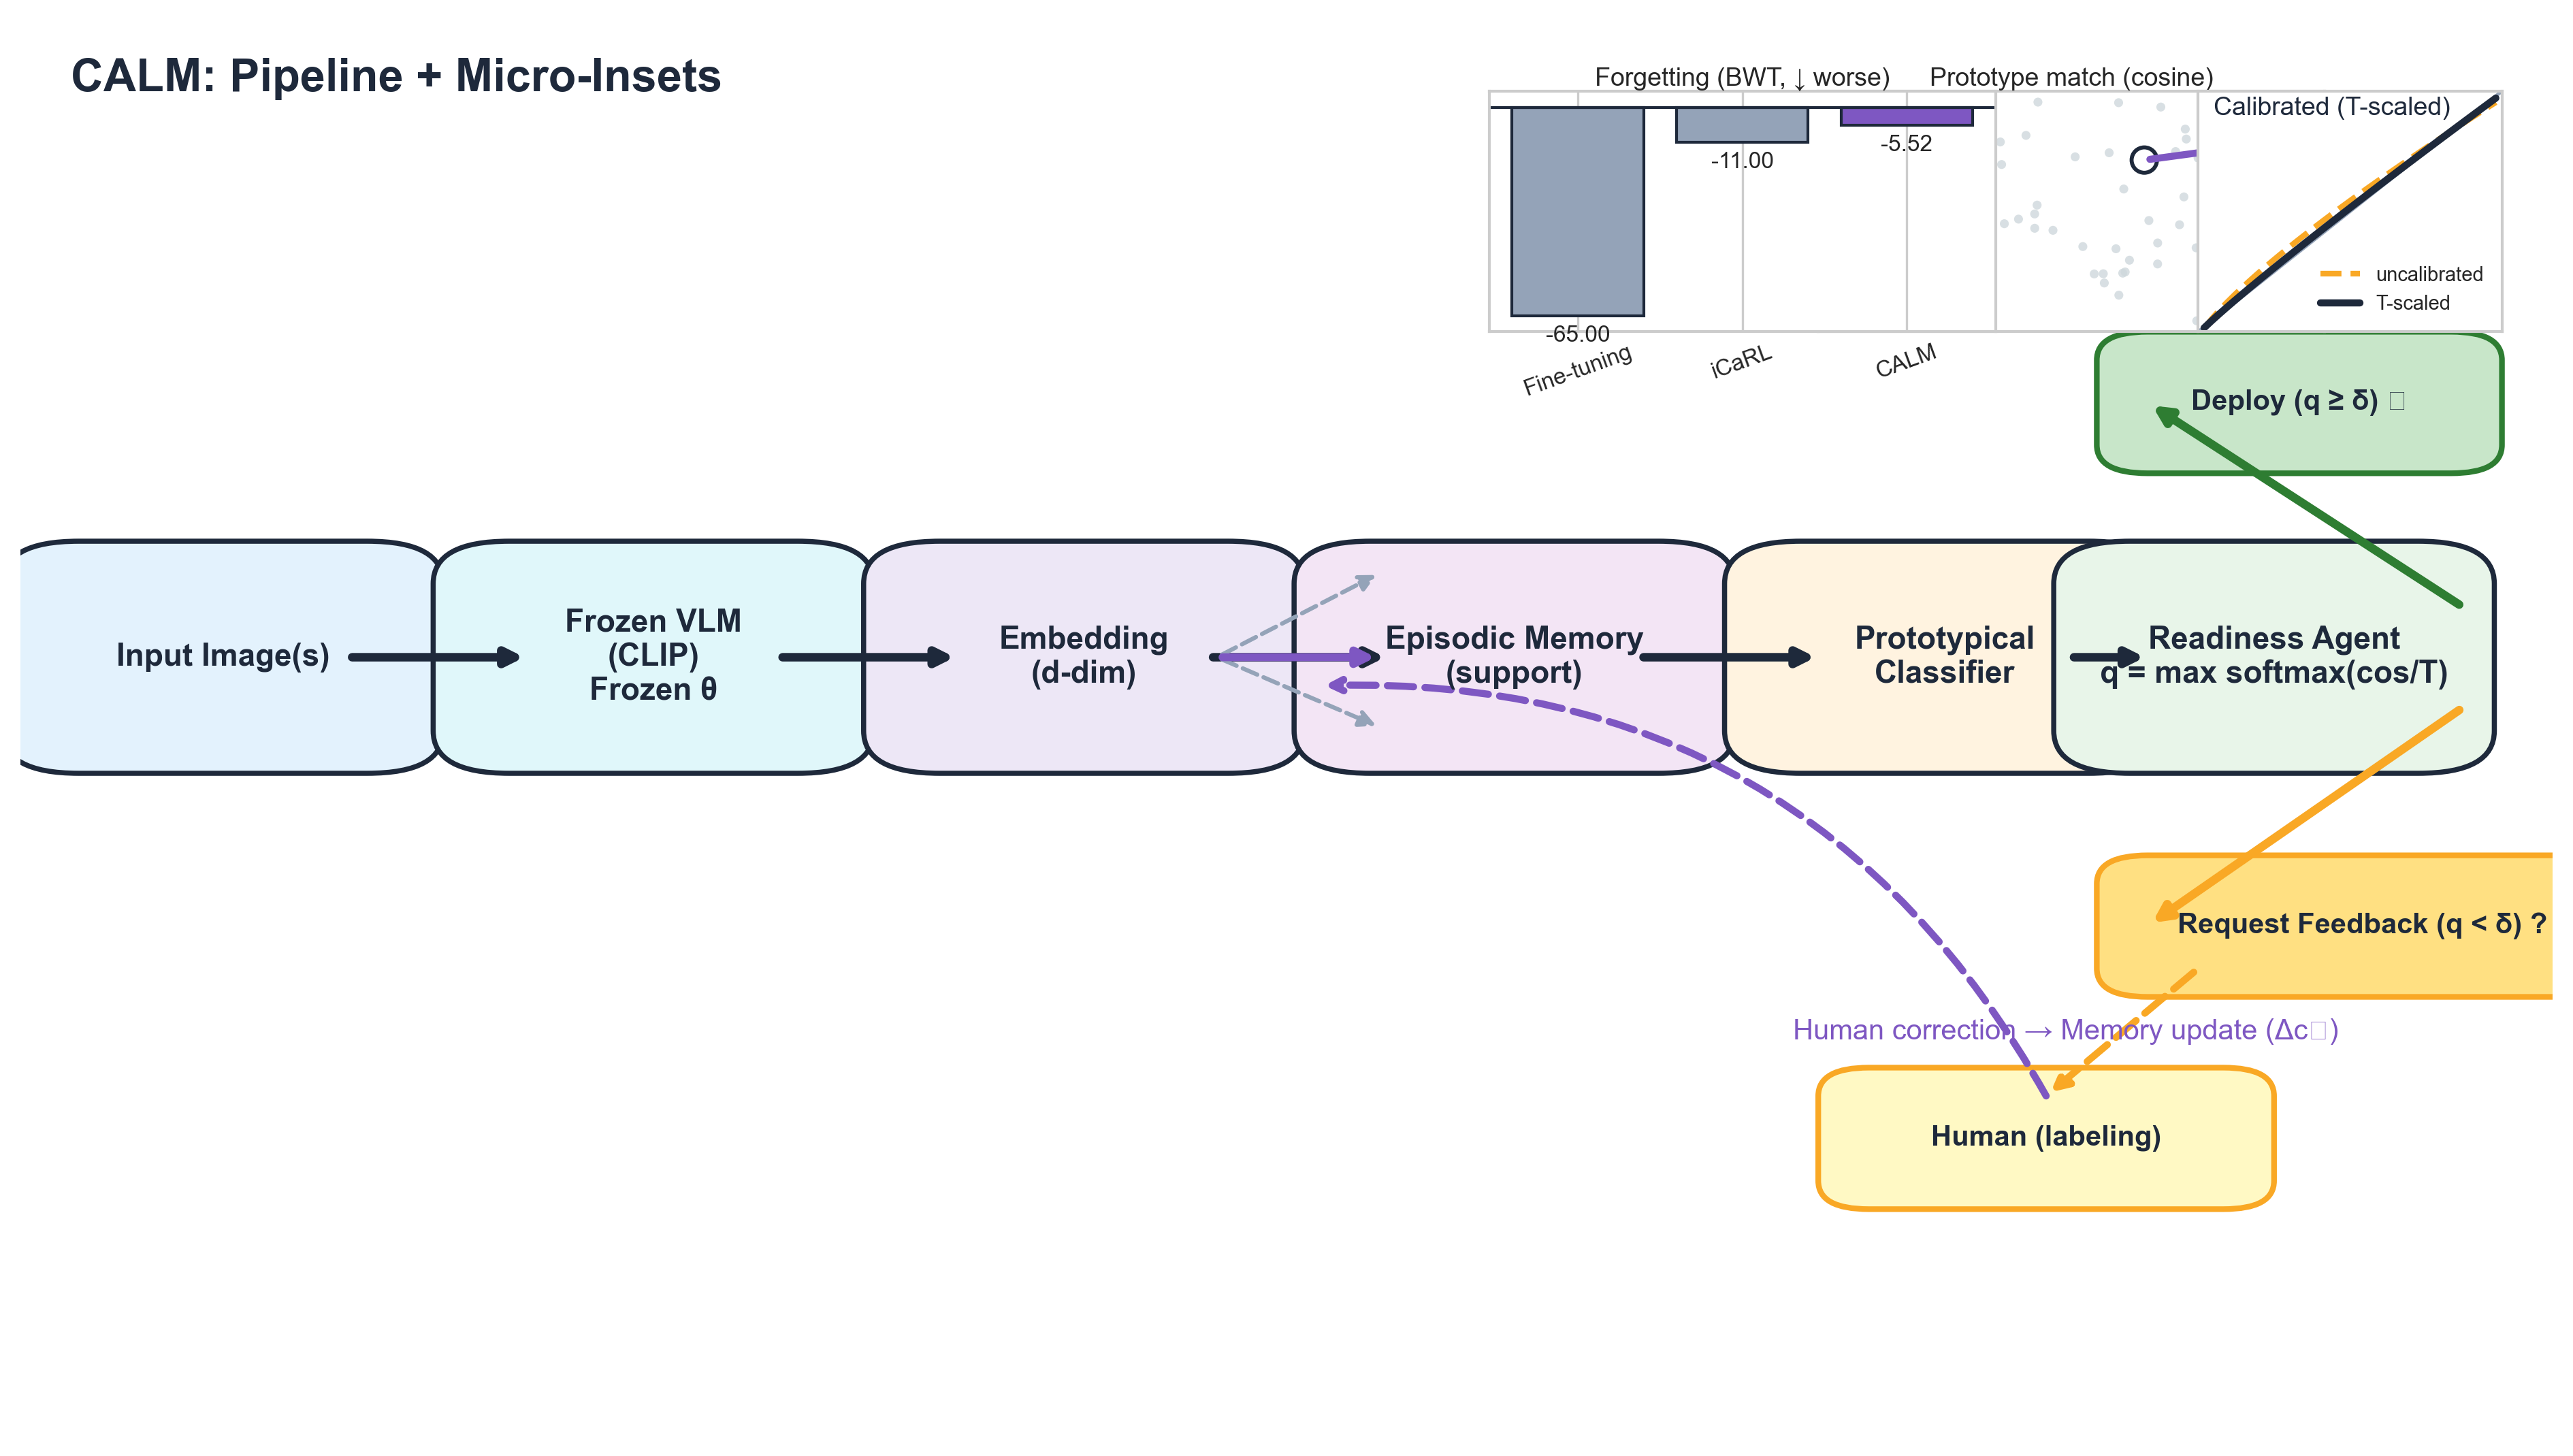 CALM: Pipeline + Micro-Insets
Forgetting (BWT, ↓ worse)
Prototype match (cosine)
Calibrated (T-scaled)
-65.00
-11.00
-5.52
Fine-tuning
iCaRL
CALM
uncalibrated
T-scaled
Deploy (q ≥ δ) □
Input Image(s)
Frozen VLM
(CLIP)
Frozen θ
Embedding
(d-dim)
Episodic Memory
(support)
Prototypical
Classifier
Readiness Agent
q = max softmax(cos/T)
Request Feedback (q < δ) ?
Human correction → Memory update (Δc□)
Human (labeling)